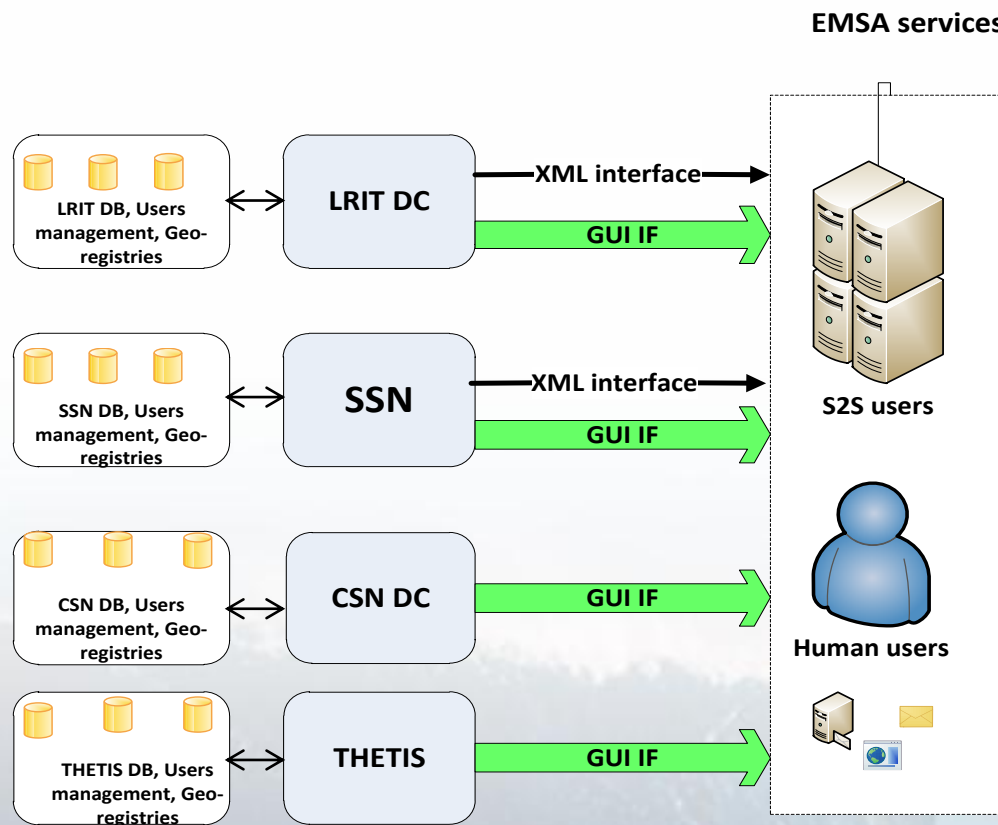 EMSA services
LRIT DB, Users
management, Geo-
registries
LRIT DC
XML interface
GUI IF
SSN DB, Users
management, Geo-
registries
SSN
XML interface
GUI IF
S2S users
CSN DB, Users
management, Geo-
registries
CSN DC
GUI IF
Human users
THETIS DB, Users
management, Geo-
registries
THETIS
GUI IF